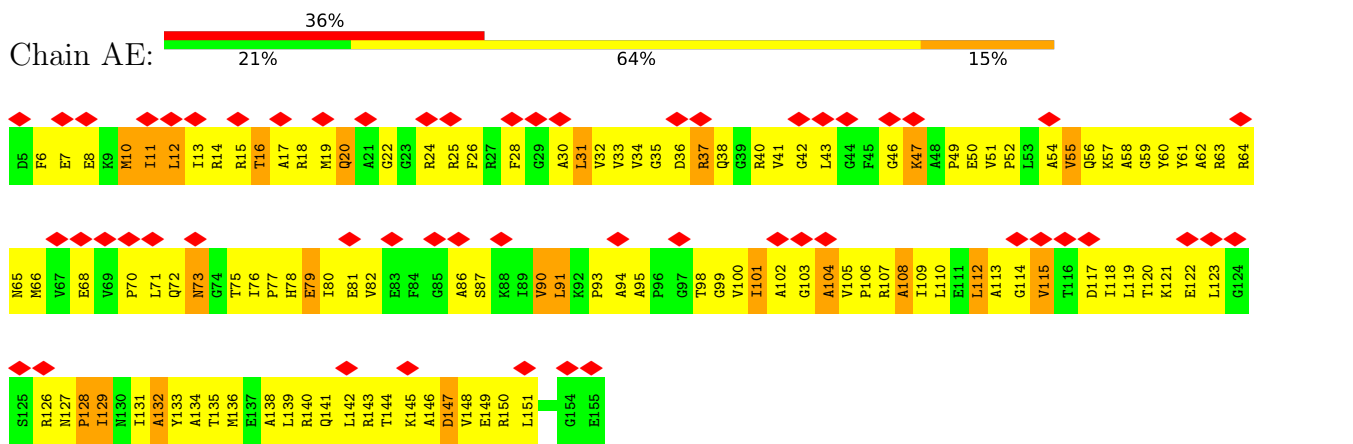 36%
Chain AE:
21% 64% 15%
D5 F6 E7 E8 K9 M10 I11 L12 I13 R14 R15 T16 A17 R18 M19 Q20 A21 G22 G23 R24 R25 F26 R27 F28 G29 A30 L31 V32 V33 V34 G35 D36 R37 Q38 G39 R40 V41 G42 L43 G44 F45 G46 K47 A48 P49 E50 V51 P52 L53 A54 V55 Q56 K57 A58 G59 Y60 Y61 A62 R63 R64
N65 M66 V67 E68 V69 P70 L71 Q72 N73 G74 T75 I76 P77 H78 E79 I80 E81 V82 E83 F84 G85 A86 S87 K88 I89 V90 L91 K92 P93 A94 A95 P96 G97 T98 G99 V100 I101 A102 G103 A104 V105 P106 R107 A108 I109 L110 E111 L112 A113 G114 V115 T116 D117 I118 L119 T120 K121 E122 L123 G124
S125 R126 N127 P128 I129 N130 I131 A132 Y133 A134 T135 M136 E137 A138 L139 R140 Q141 L142 R143 T144 K145 A146 D147 V148 E149 R150 L151 G154 E155